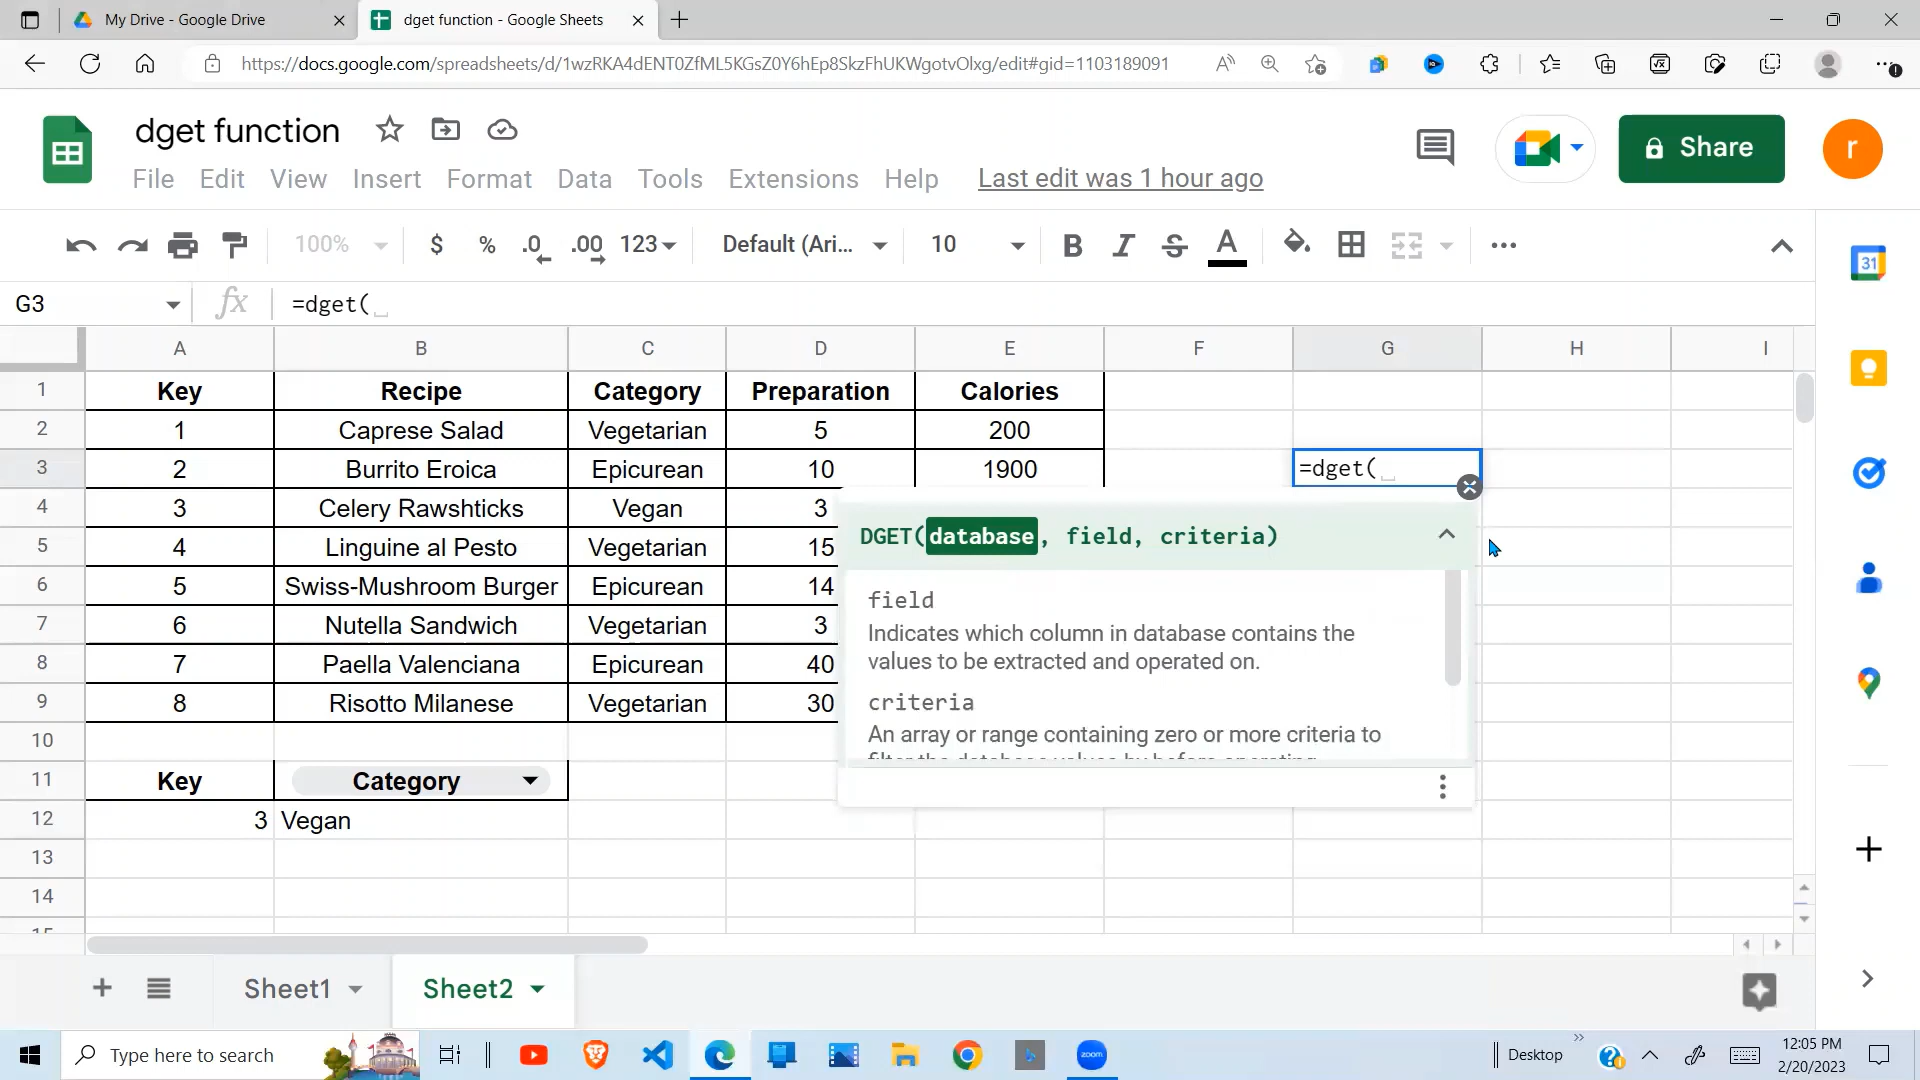 My Drive - Google Drive
dget function - Google Sheets
https://docs.google.com/spreadsheets/d/1wzRKA4dENT0ZfML5KGsZ0Y6hEp8SkzFhUKWgotvOlxg/edit#gid=1103189091
dget function
Share
r
File Edit View Insert Format Data Tools Extensions Help Last edit was 1 hour ago
100% $ % .0 .00 123 Default (Ari... 10 B I S A
31
G3 fx =dget(
A B C D E F G H I
1 Key Recipe Category Preparation Calories
2 1 Caprese Salad Vegetarian 5 200
3 2 Burrito Eroica Epicurean 10 1900 =dget(
4 3 Celery Rawshticks Vegan 3
5 4 Linguine al Pesto Vegetarian 15
6 5 Swiss-Mushroom Burger Epicurean 14
7 6 Nutella Sandwich Vegetarian 3
8 7 Paella Valenciana Epicurean 40
9 8 Risotto Milanese Vegetarian 30
DGET(database, field, criteria)
field
Indicates which column in database contains the
values to be extracted and operated on.
criteria
An array or range containing zero or more criteria to
10
11 Key Category
12 3 Vegan
13
14
Sheet1 Sheet2
Type here to search
zoom
Desktop
12:05 PM
2/20/2023